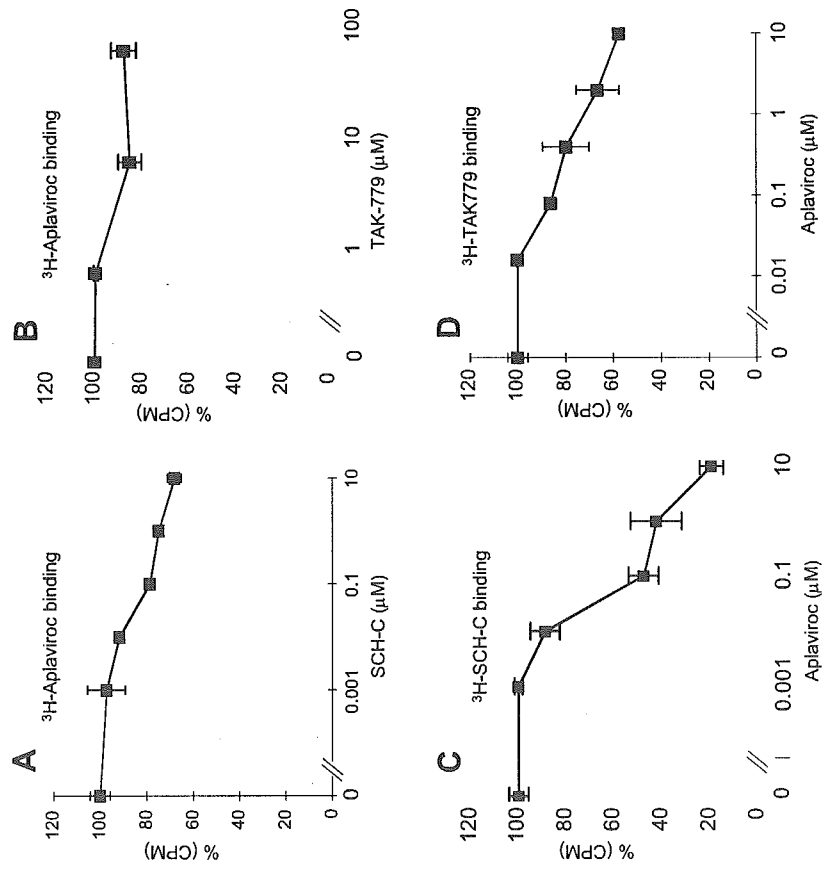 A
³H-Aplaviroc binding
120
100
80
60
40
20
0
% (CPM)
0
0.001
0.1
10
SCH-C (µM)
B
³H-Aplaviroc binding
120
100
80
60
40
20
0
% (CPM)
0
1
10
100
TAK-779 (µM)
C
³H-SCH-C binding
120
100
80
60
40
20
% (CPM)
0
0.001
0.1
10
Aplaviroc (µM)
D
³H-TAK779 binding
120
100
80
60
40
20
0
% (CPM)
0
0.01
0.1
1
10
Aplaviroc (µM)